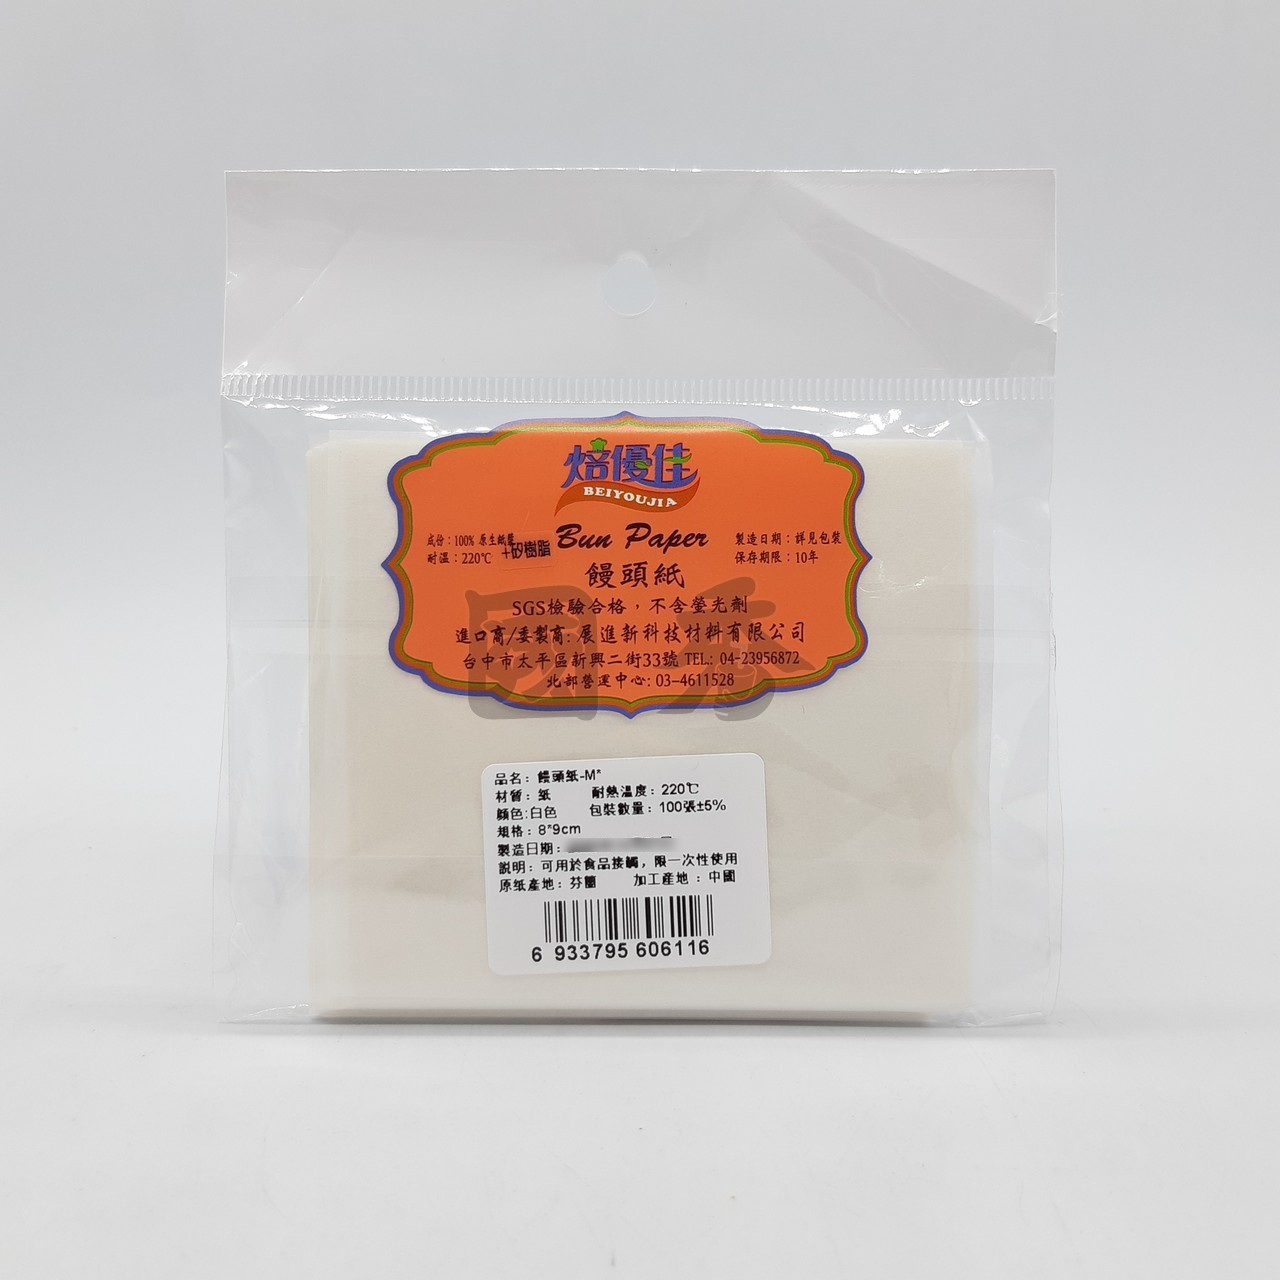 焙優佳
BEIYOUJIA
Bun Paper
成份：100% 原生紙漿
耐溫：220℃ +矽樹脂
製造日期：詳見包裝
保存期限：10年
饅頭紙
SGS檢驗合格，不含螢光劑
進口商/委製商: 展進新科技材料有限公司
台中市太平區新興二街33號 TEL: 04-23956872
北部營運中心: 03-4611528
國泰
品名：饅頭紙-M*
材質：紙 耐熱溫度：220℃
顏色:白色 包裝數量：100張±5%
規格：8*9cm
製造日期：
説明：可用於食品接觸，限一次性使用
原紙產地：芬蘭 加工產地：中國
6 933795 606116